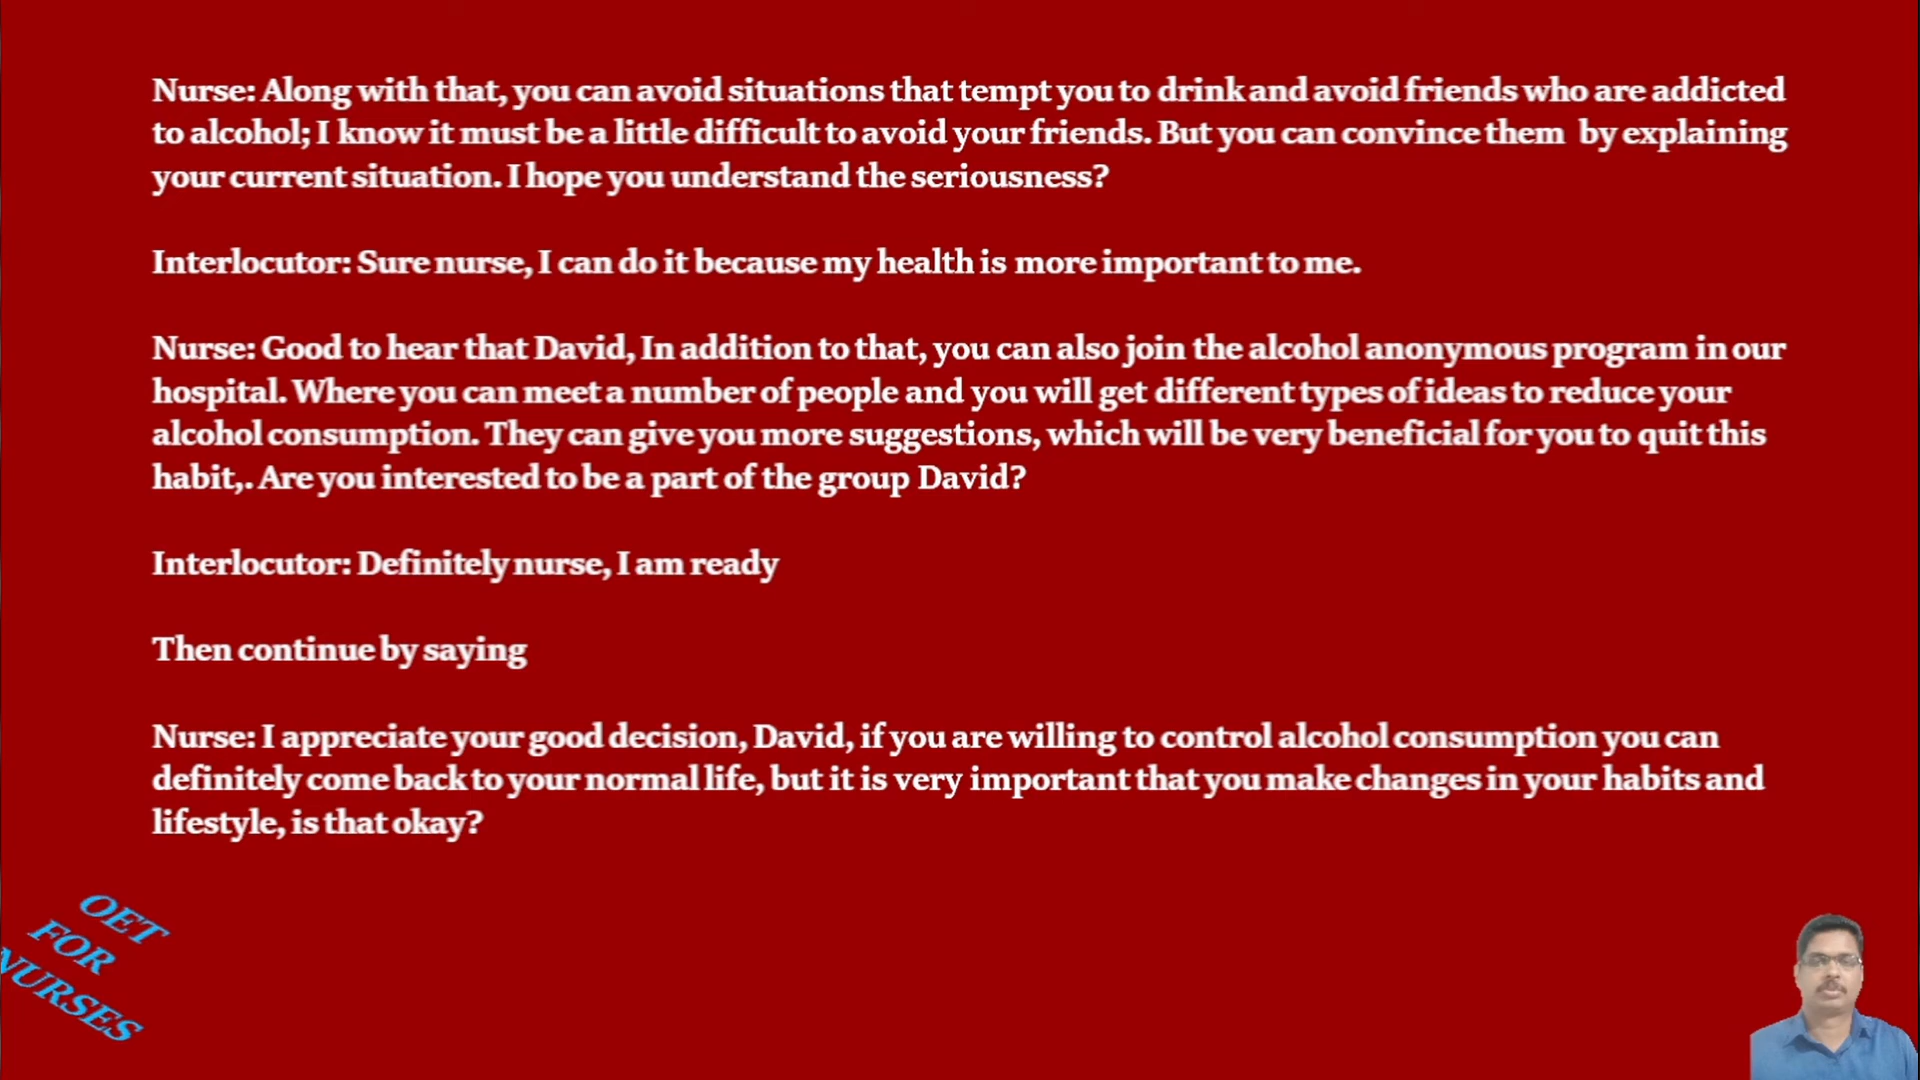 Nurse: Along with that, you can avoid situations that tempt you to drink and avoid friends who are addicted
to alcohol; I know it must be a little difficult to avoid your friends. But you can convince them by explaining
your current situation. I hope you understand the seriousness?
Interlocutor: Sure nurse, I can do it because my health is more important to me.
Nurse: Good to hear that David, In addition to that, you can also join the alcohol anonymous program in our
hospital. Where you can meet a number of people and you will get different types of ideas to reduce your
alcohol consumption. They can give you more suggestions, which will be very beneficial for you to quit this
habit,. Are you interested to be a part of the group David?
Interlocutor: Definitely nurse, I am ready
Then continue by saying
Nurse: I appreciate your good decision, David, if you are willing to control alcohol consumption you can
definitely come back to your normal life, but it is very important that you make changes in your habits and
lifestyle, is that okay?
OET
FOR
NURSES